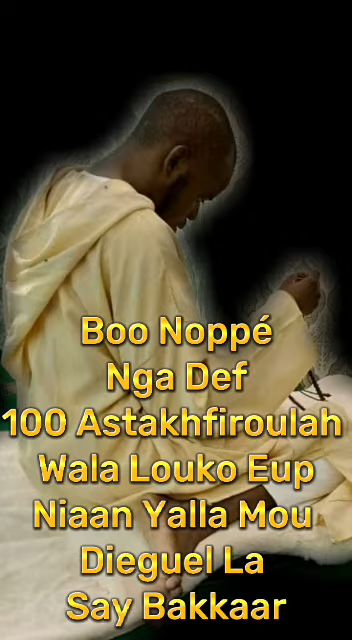 Boo Noppé
Nga Def
100 Astakhfiroulah
Wala Louko Eup
Niaan Yalla Mou
Dieguel La
Say Bakkaar